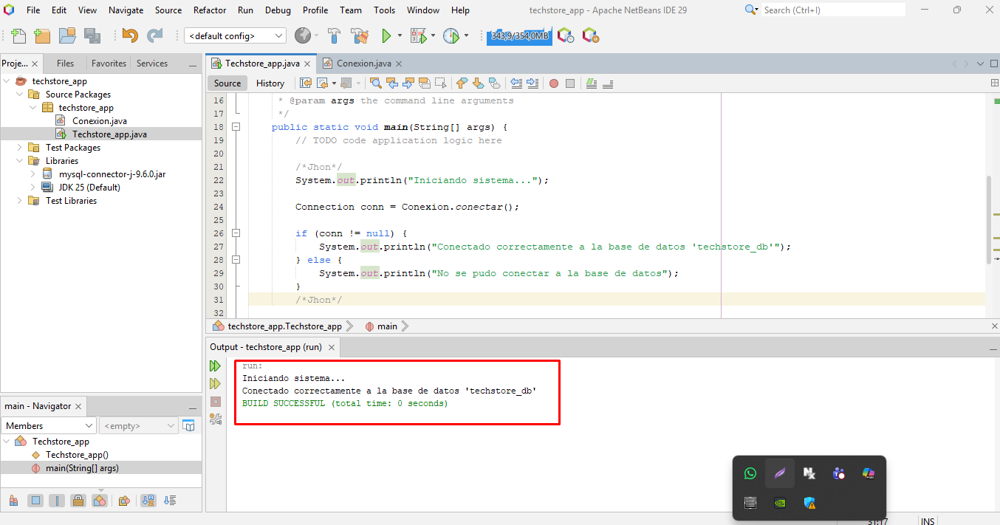 File Edit View Navigate Source Refactor Run Debug Profile Team Tools Window Help
techstore_app - Apache NetBeans IDE 29
Search (Ctrl+I)
<default config>
343,9/354,0MB
Proje...
Files
Favorites
Services
techstore_app
Source Packages
techstore_app
Conexion.java
Techstore_app.java
Test Packages
Libraries
mysql-connector-j-9.6.0.jar
JDK 25 (Default)
Test Libraries
Techstore_app.java
Conexion.java
Source
History
16 * @param args the command line arguments
17 */
18 public static void main(String[] args) {
19 // TODO code application logic here
20
21 /*Jhon*/
22 System.out.println("Iniciando sistema...");
23
24 Connection conn = Conexion.conectar();
25
26 if (conn != null) {
27 System.out.println("Conectado correctamente a la base de datos 'techstore_db'");
28 } else {
29 System.out.println("No se pudo conectar a la base de datos");
30 }
31 /*Jhon*/
32
techstore_app.Techstore_app
main
Output - techstore_app (run)
run:
Iniciando sistema...
Conectado correctamente a la base de datos 'techstore_db'
BUILD SUCCESSFUL (total time: 0 seconds)
main - Navigator
Members
<empty>
Techstore_app
Techstore_app()
main(String[] args)
31:17
INS